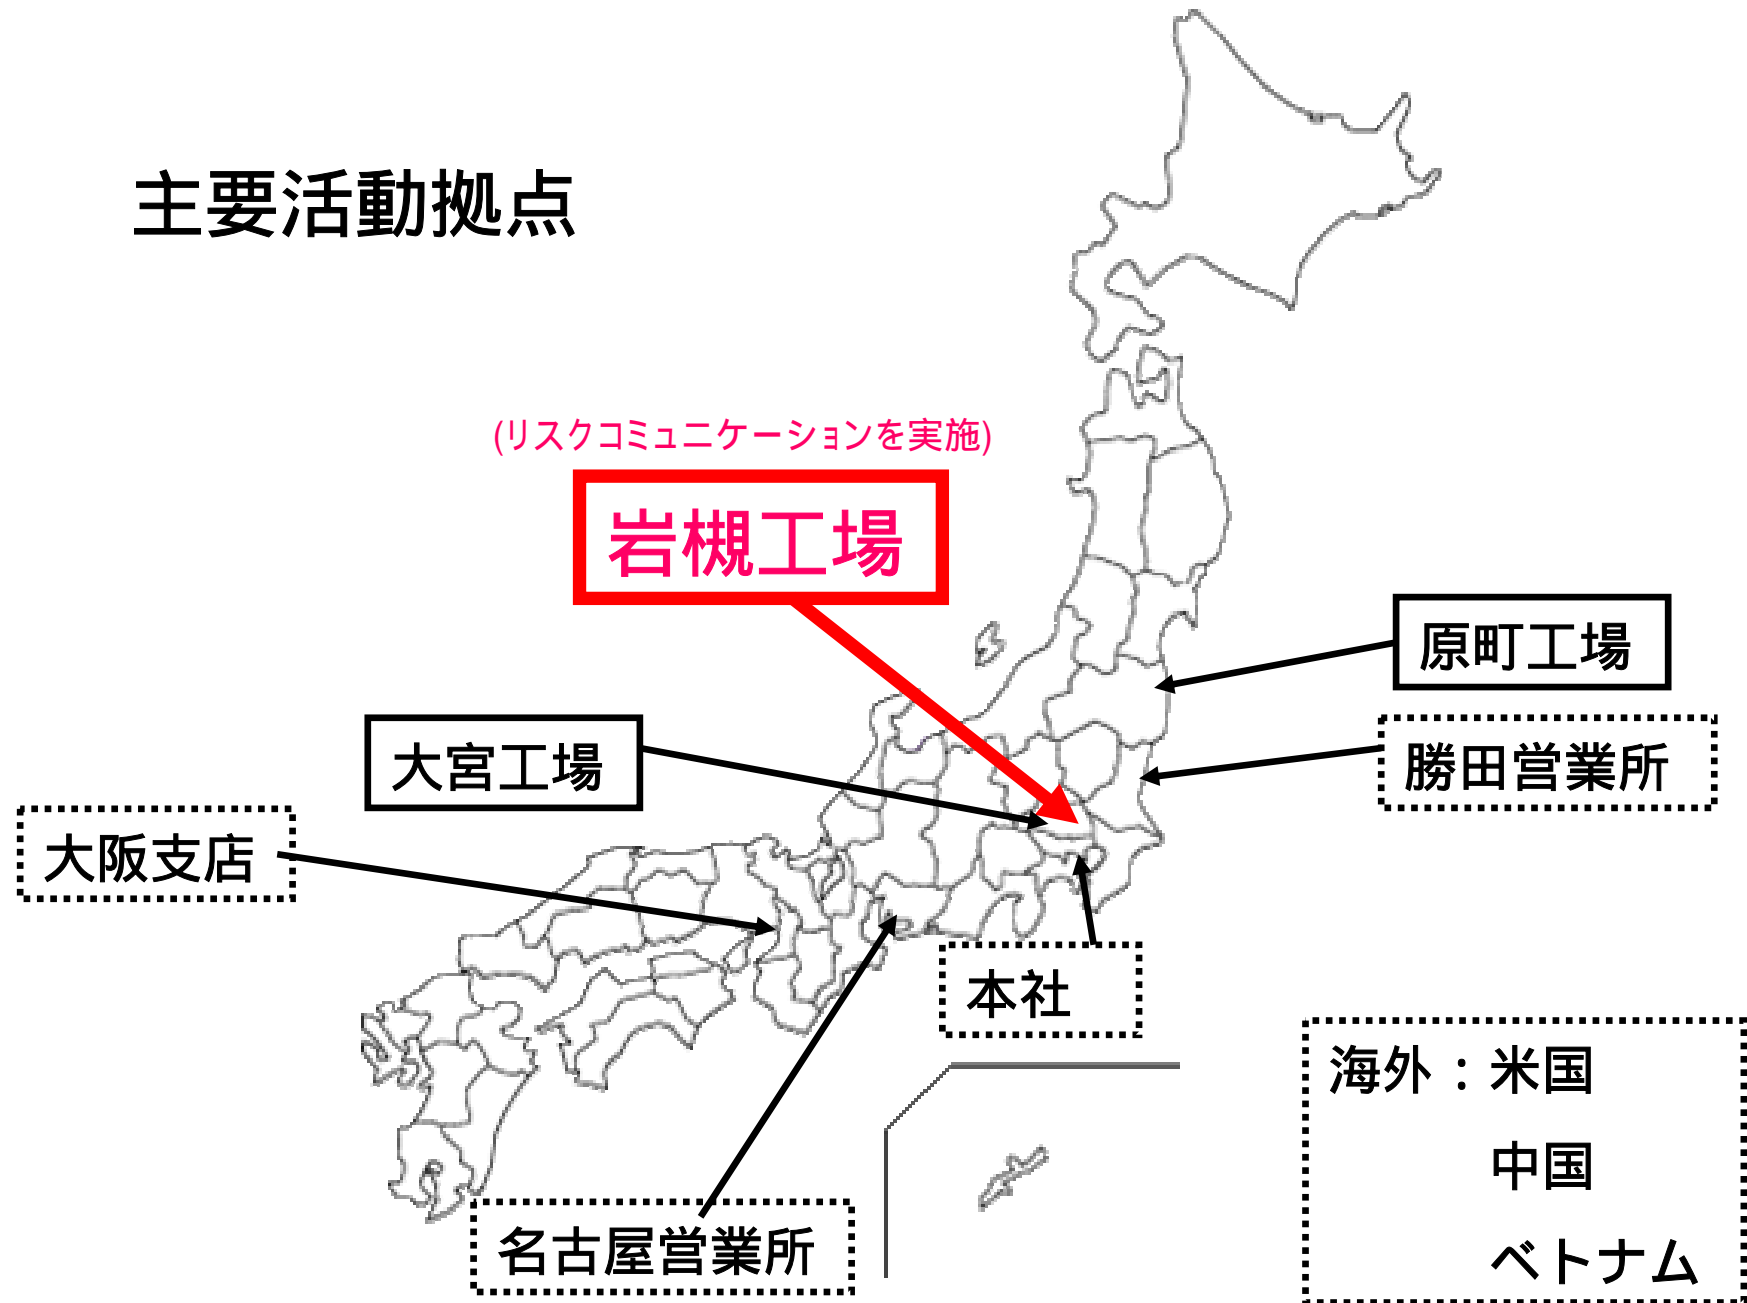 主要活動拠点
(リスクコミュニケーションを実施)
岩槻工場
原町工場
勝田営業所
大宮工場
大阪支店
本社
名古屋営業所
海外：米国
中国
ベトナム